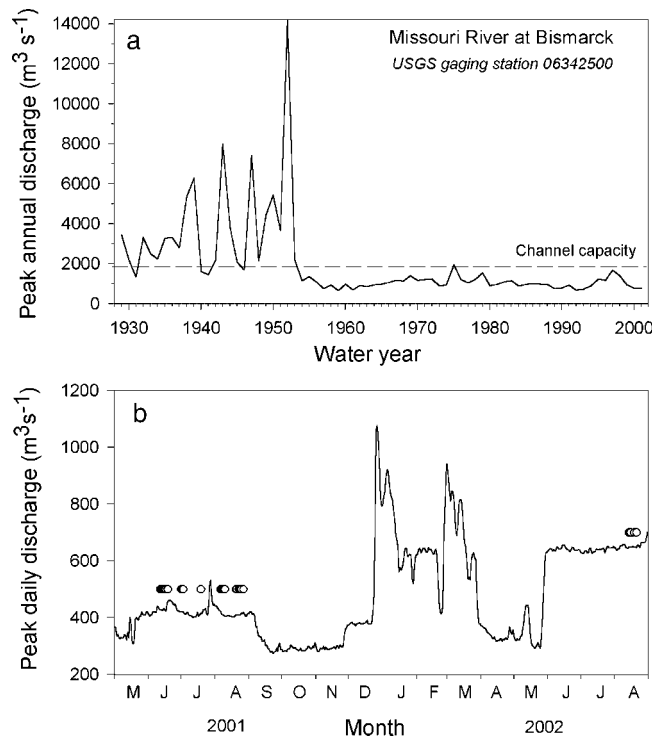 a
Missouri River at Bismarck
USGS gaging station 06342500
Peak annual discharge (m³ s⁻¹)
14000
12000
10000
8000
6000
4000
2000
0
Channel capacity
1930 1940 1950 1960 1970 1980 1990 2000
Water year
b
Peak daily discharge (m³s⁻¹)
1200
1000
800
600
400
200
M J J A S O N D J F M A M J J A
2001 Month 2002